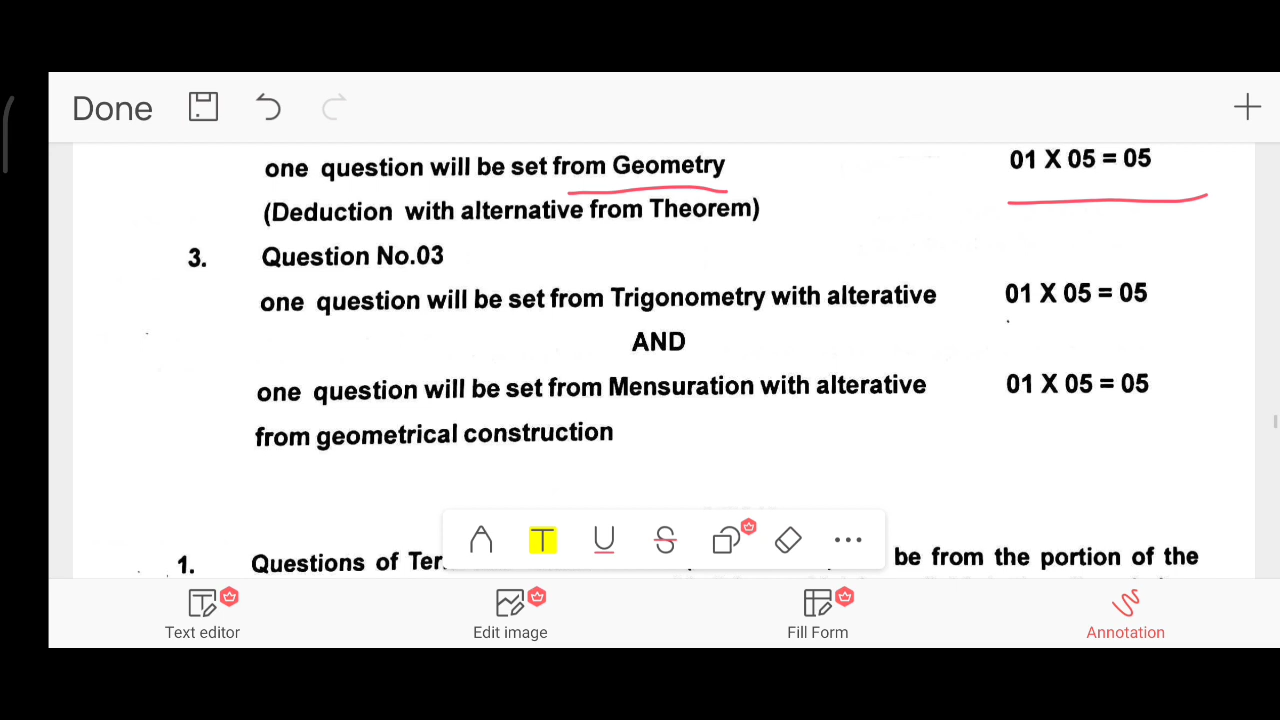 Done
one question will be set from Geometry 01 X 05 = 05
(Deduction with alternative from Theorem)
3. Question No.03
one question will be set from Trigonometry with alterative 01 X 05 = 05
AND
one question will be set from Mensuration with alterative 01 X 05 = 05
from geometrical construction
1. Questions of be from the portion of the
Text editor Edit image Fill Form Annotation